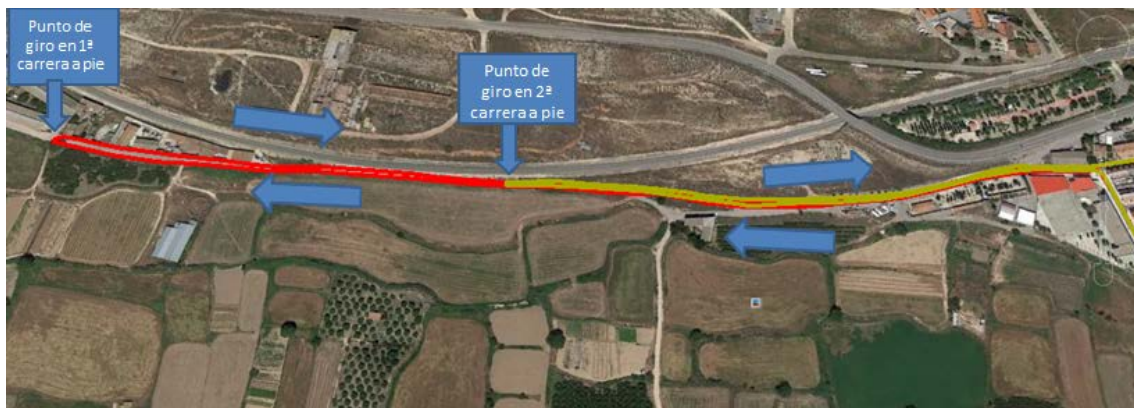 Punto de
giro en 1ª
carrera a pie
Punto de
giro en 2ª
carrera a pie